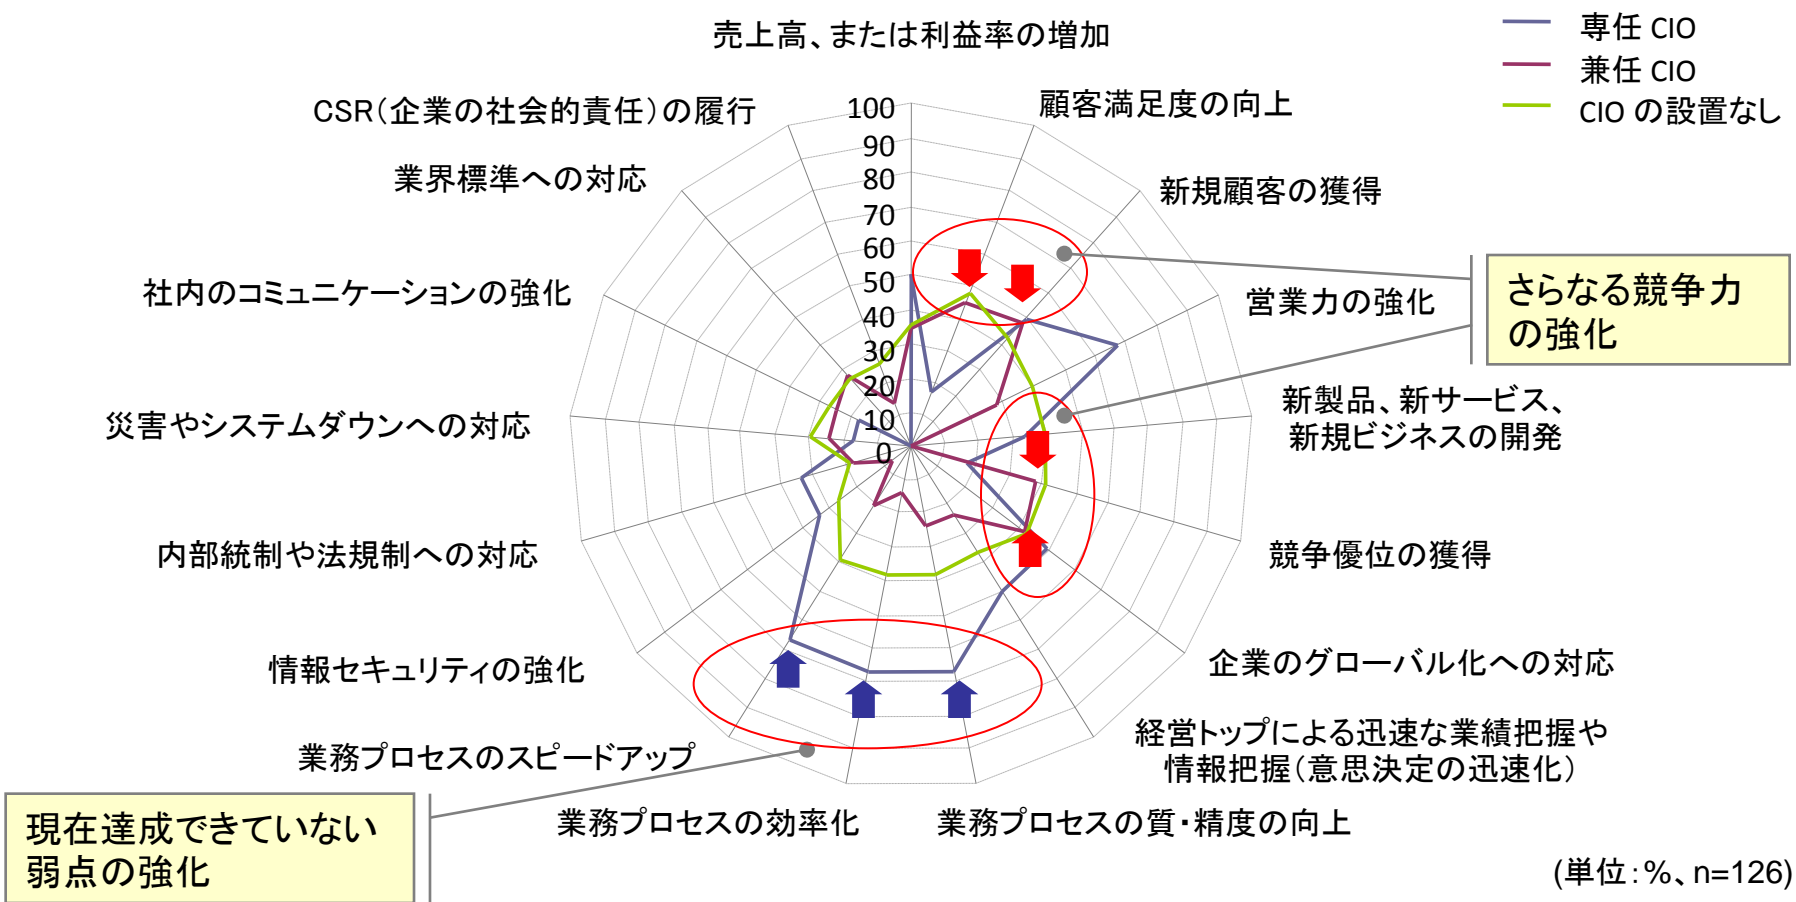 売上高、または利益率の増加
専任 CIO
兼任 CIO
CIO の設置なし
CSR(企業の社会的責任)の履行
顧客満足度の向上
業界標準への対応
新規顧客の獲得
社内のコミュニケーションの強化
営業力の強化
さらなる競争力
の強化
災害やシステムダウンへの対応
新製品、新サービス、
新規ビジネスの開発
内部統制や法規制への対応
競争優位の獲得
情報セキュリティの強化
企業のグローバル化への対応
業務プロセスのスピードアップ
経営トップによる迅速な業績把握や
情報把握(意思決定の迅速化)
業務プロセスの効率化
業務プロセスの質・精度の向上
現在達成できていない
弱点の強化
100
90
80
70
60
50
40
30
20
10
0
(単位:%、n=126)